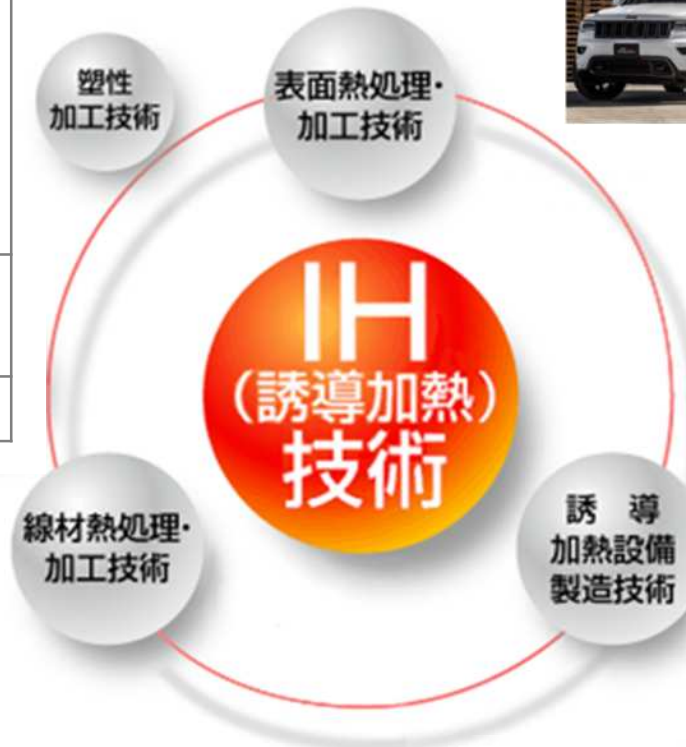 塑性
加工技術
表面熱処理・
加工技術
IH
（誘導加熱）
技術
線材熱処理・
加工技術
誘　導
加熱設備
製造技術